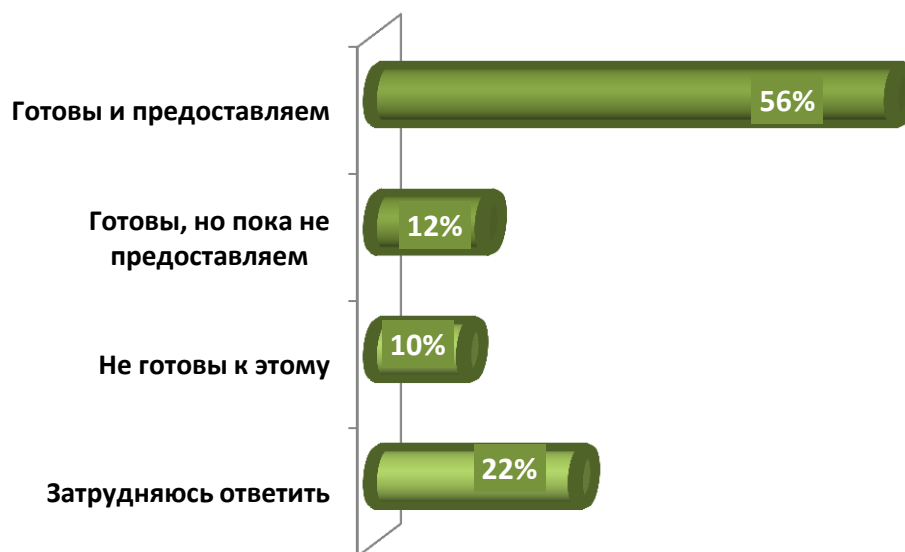 Готовы и предоставляем
56%
Готовы, но пока не
предоставляем
12%
Не готовы к этому
10%
Затрудняюсь ответить
22%